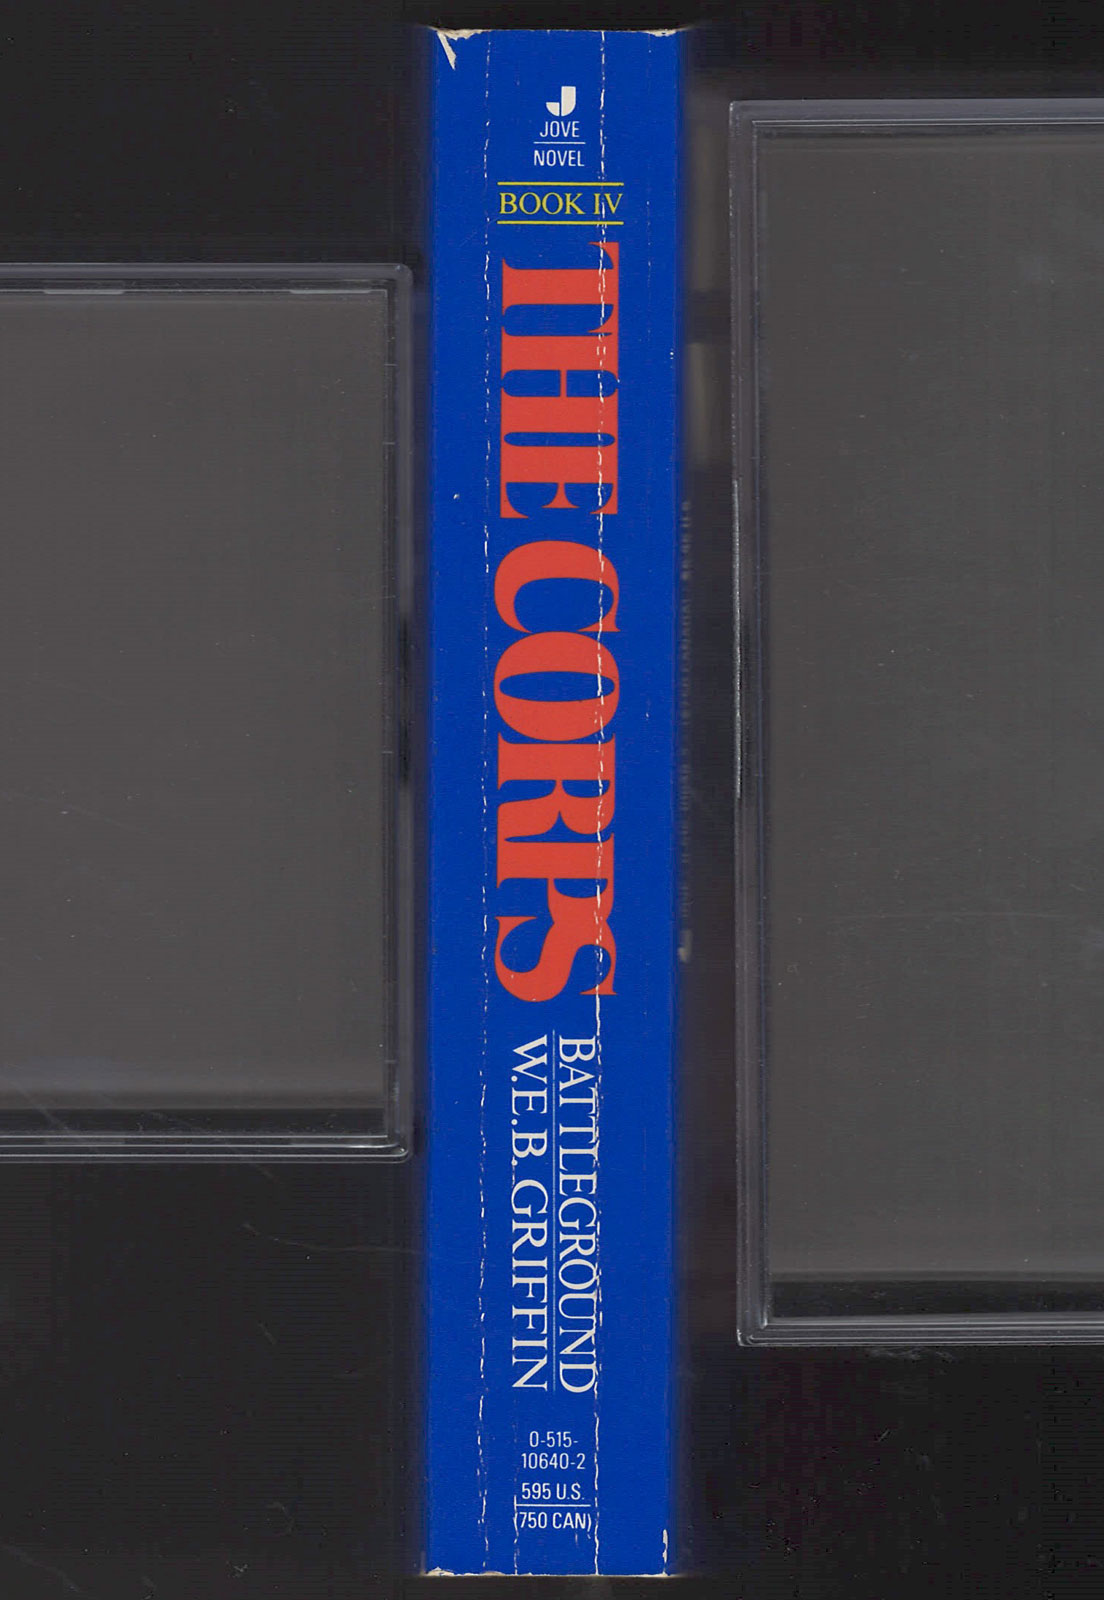 J
JOVE
NOVEL
BOOK IV
THE CORPS
BATTLEGROUND
W.E.B. GRIFFIN
0-515-
10640-2
595 U.S.
(750 CAN)